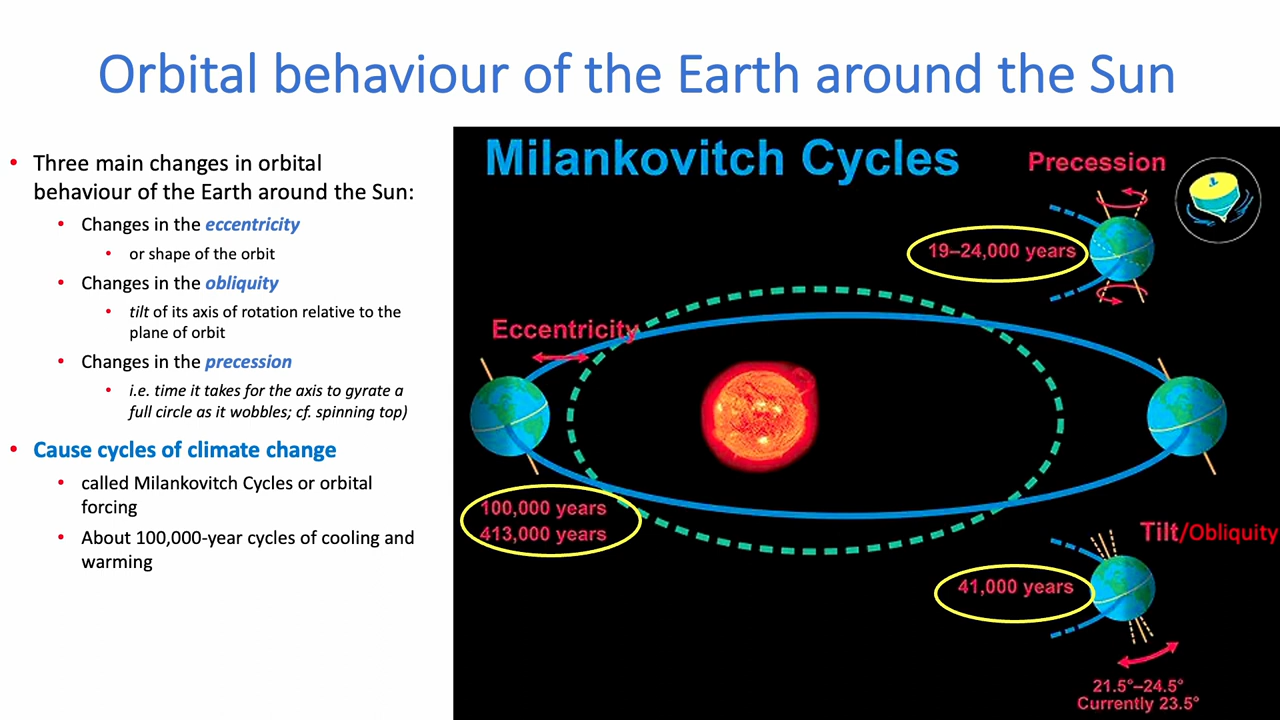 Orbital behaviour of the Earth around the Sun
• Three main changes in orbital
behaviour of the Earth around the Sun:
• Changes in the eccentricity
• or shape of the orbit
• Changes in the obliquity
• tilt of its axis of rotation relative to the
plane of orbit
• Changes in the precession
• i.e. time it takes for the axis to gyrate a
full circle as it wobbles; cf. spinning top)
• Cause cycles of climate change
• called Milankovitch Cycles or orbital
forcing
• About 100,000-year cycles of cooling and
warming
Milankovitch Cycles
Precession
19–24,000 years
Eccentricity
100,000 years
413,000 years
Tilt/Obliquity
41,000 years
21.5°–24.5°
Currently 23.5°